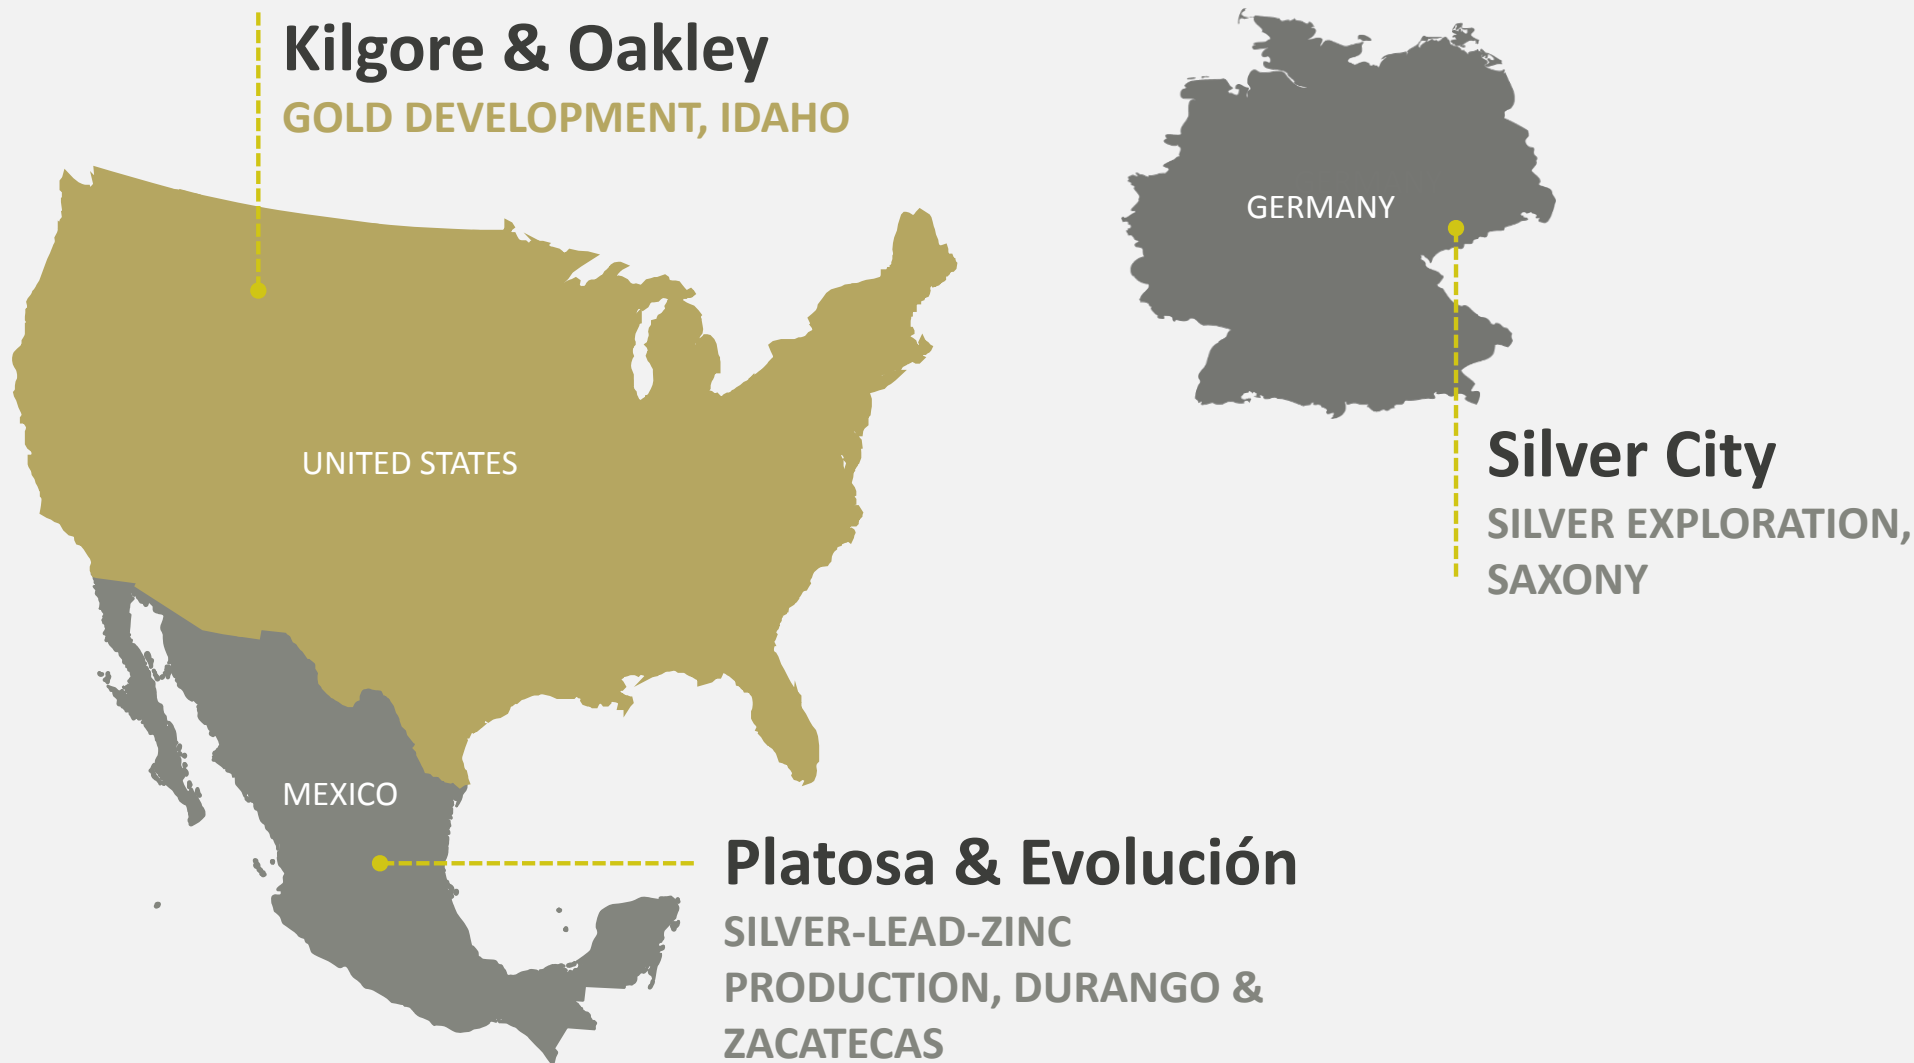 Kilgore & Oakley
GOLD DEVELOPMENT, IDAHO
UNITED STATES
GERMANY
Silver City
SILVER EXPLORATION,
SAXONY
MEXICO
Platosa & Evolución
SILVER-LEAD-ZINC
PRODUCTION, DURANGO &
ZACATECAS